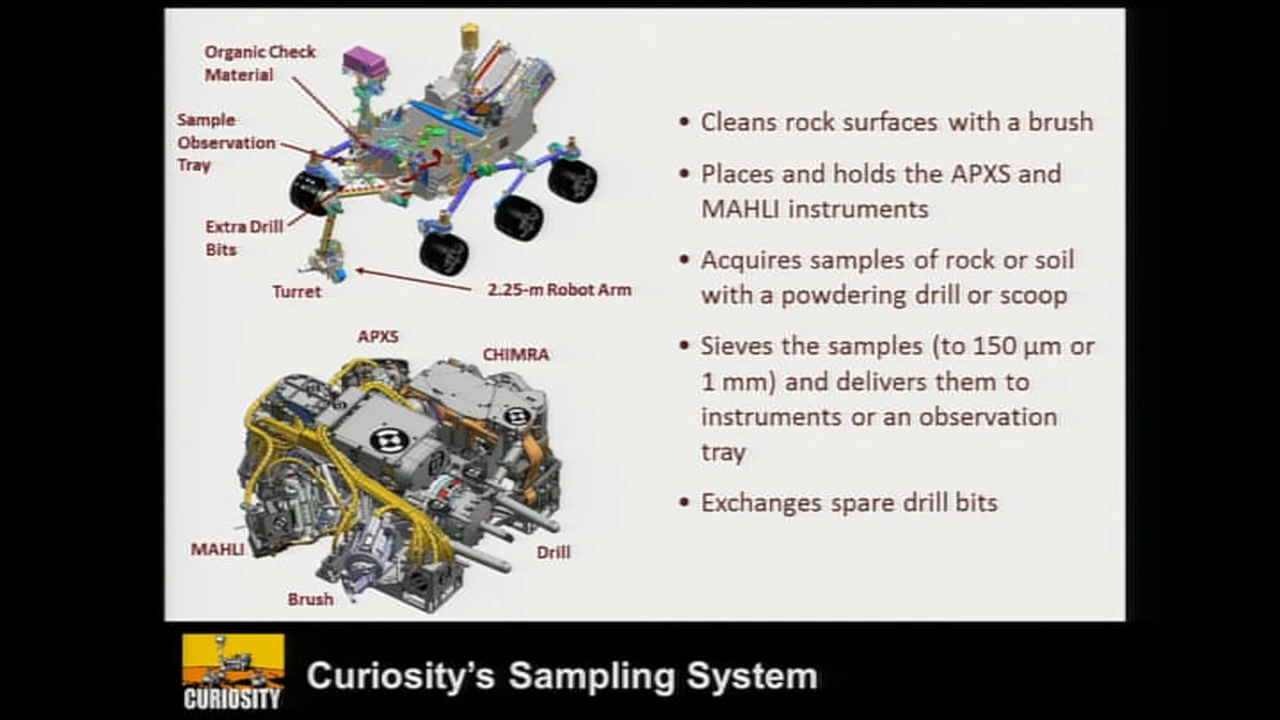 Organic Check
Material
Sample
Observation
Tray
Extra Drill
Bits
Turret
2.25-m Robot Arm
APXS
CHIMRA
MAHLI
Brush
Drill
• Cleans rock surfaces with a brush
• Places and holds the APXS and
MAHLI instruments
• Acquires samples of rock or soil
with a powdering drill or scoop
• Sieves the samples (to 150 µm or
1 mm) and delivers them to
instruments or an observation
tray
• Exchanges spare drill bits
CURIOSITY
Curiosity's Sampling System